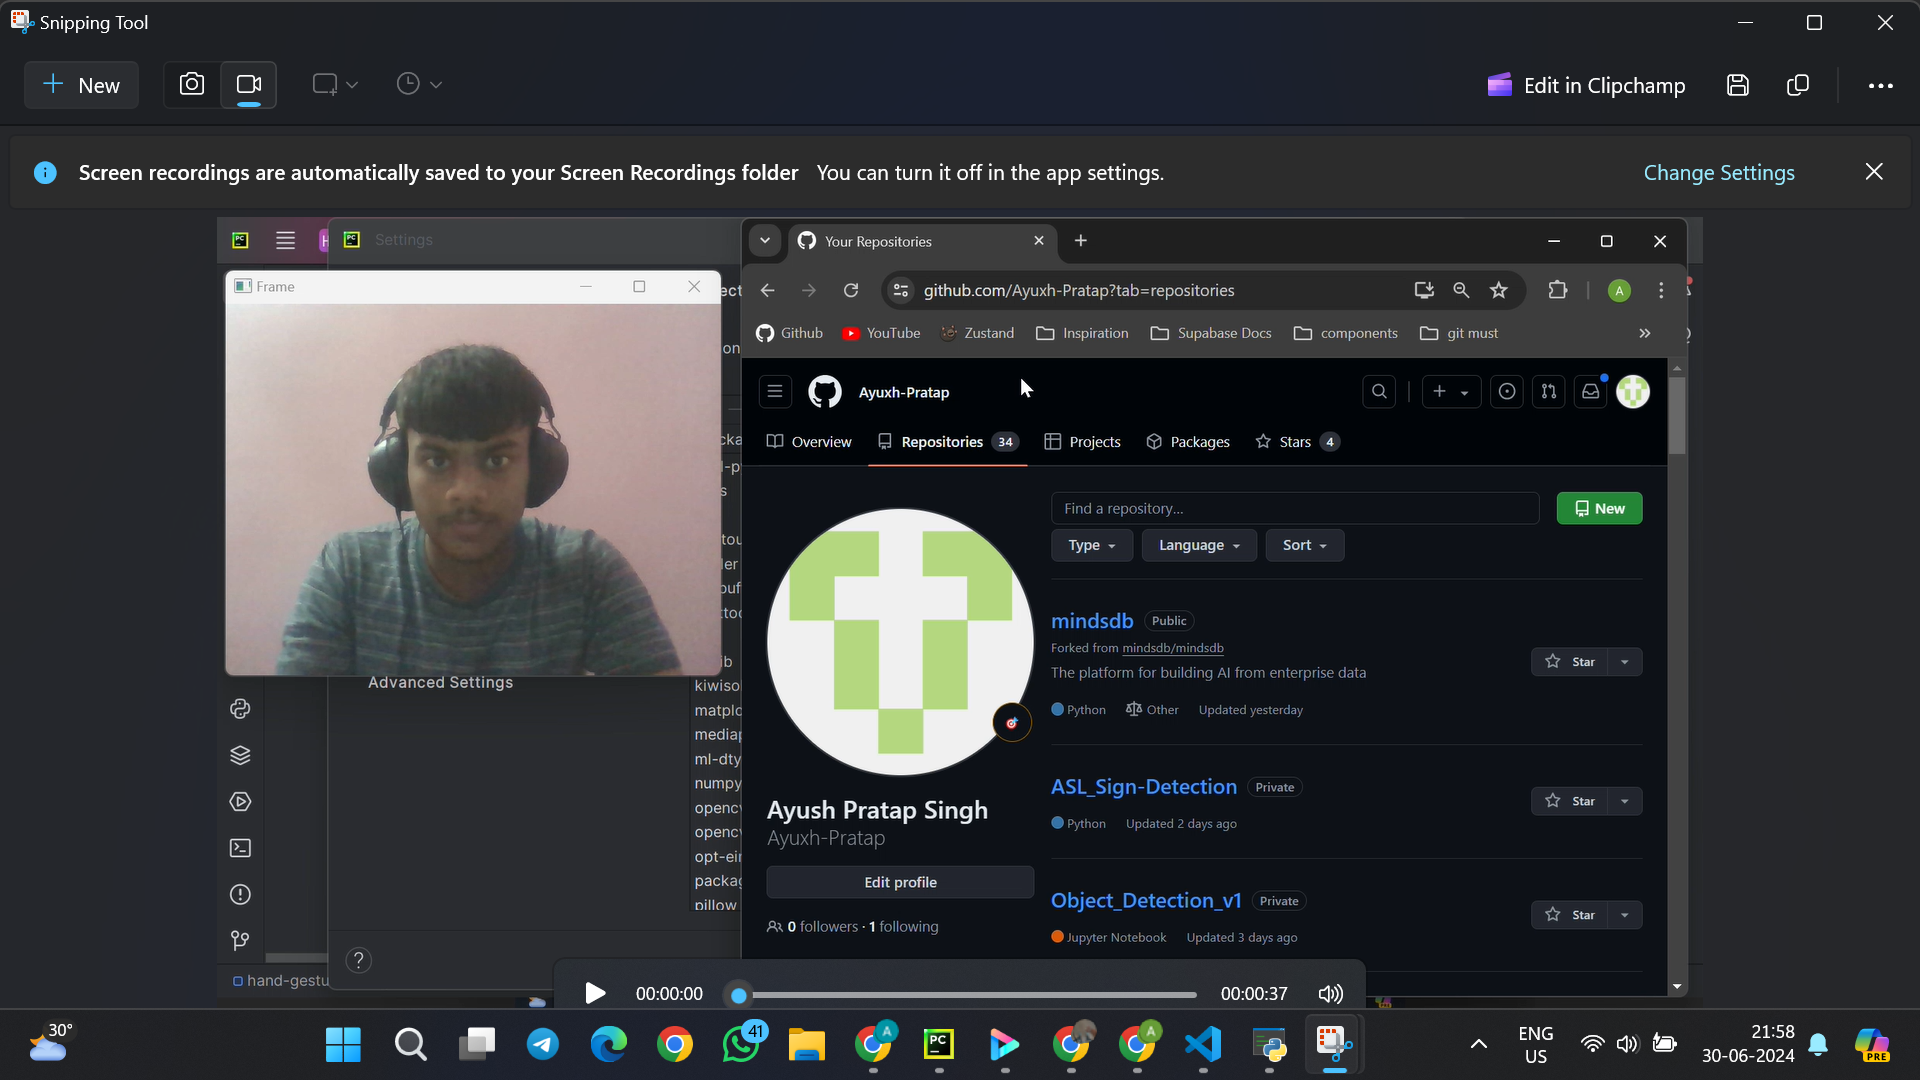 Snipping Tool
New
Edit in Clipchamp
Screen recordings are automatically saved to your Screen Recordings folder You can turn it off in the app settings.
Change Settings
Settings
Your Repositories
Frame
github.com/Ayuxh-Pratap?tab=repositories
A
Github
YouTube
Zustand
Inspiration
Supabase Docs
components
git must
Ayuxh-Pratap
Overview
Repositories 34
Projects
Packages
Stars 4
Find a repository...
New
Type
Language
Sort
mindsdb Public
Forked from mindsdb/mindsdb
The platform for building AI from enterprise data
Star
Python Other Updated yesterday
ASL_Sign-Detection Private
Star
Python Updated 2 days ago
Object_Detection_v1 Private
Star
Jupyter Notebook Updated 3 days ago
Ayush Pratap Singh
Ayuxh-Pratap
Edit profile
0 followers · 1 following
Advanced Settings
kiwiso
matplo
mediap
ml-dty
numpy
opencv
opencv
opt-ein
packag
pillow
hand-gestu
00:00:00
00:00:37
30°
41
A
PC
A
ENG
US
21:58
30-06-2024
PRE